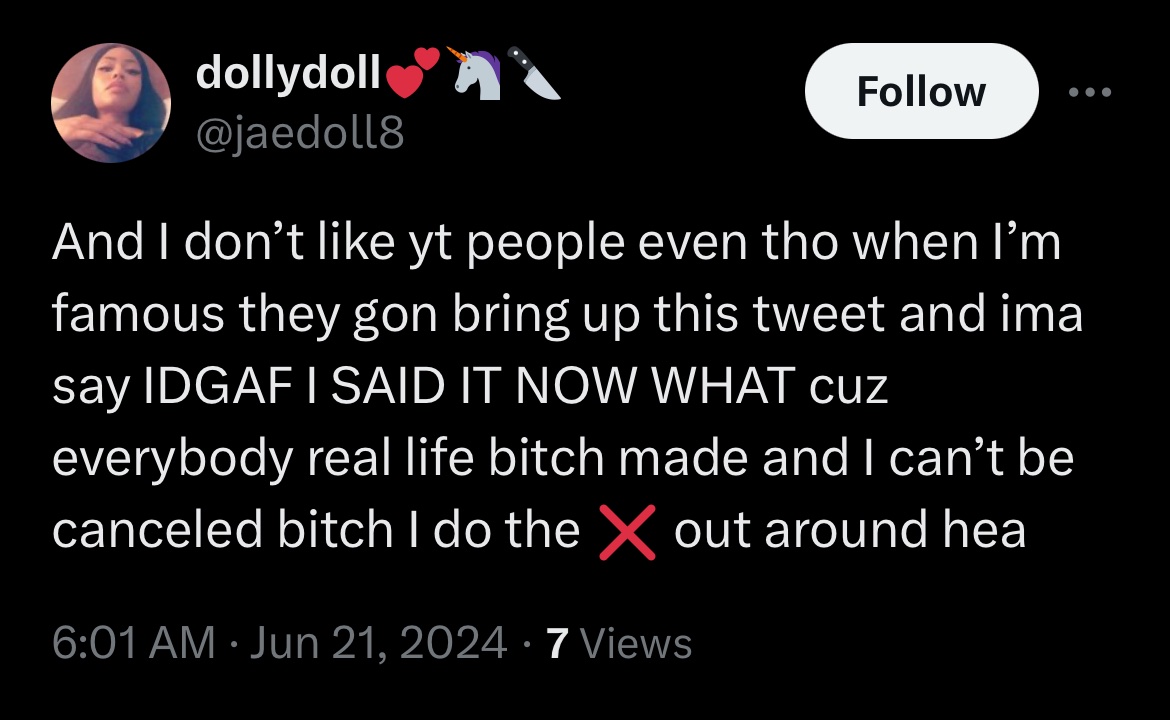 dollydoll💕🦄🔪
@jaedoll8
Follow
And I don’t like yt people even tho when I’m
famous they gon bring up this tweet and ima
say IDGAF I SAID IT NOW WHAT cuz
everybody real life bitch made and I can’t be
canceled bitch I do the ❌ out around hea
6:01 AM · Jun 21, 2024 · 7 Views